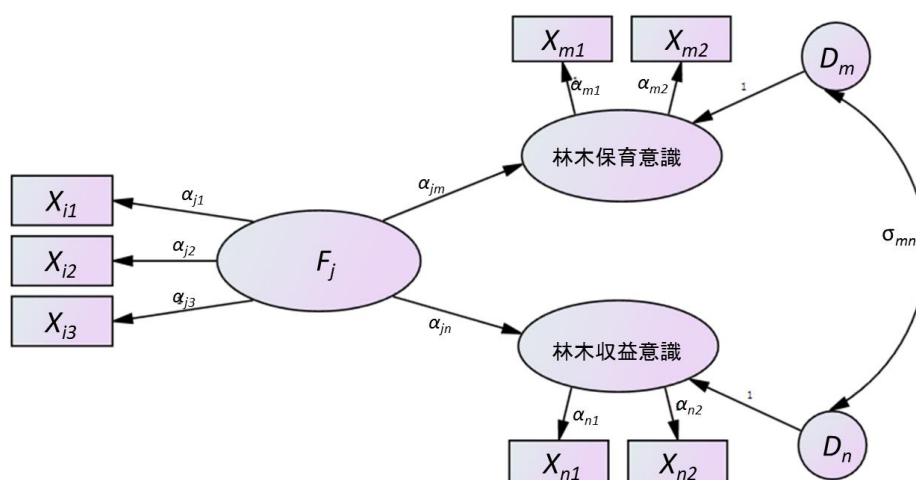 X_m1
X_m2
D_m
α_m1
α_m2
1
林木保育意識
X_i1
α_j1
α_jm
X_i2
α_j2
F_j
σ_mn
X_i3
α_j3
α_jn
林木収益意識
1
α_n1
α_n2
D_n
X_n1
X_n2